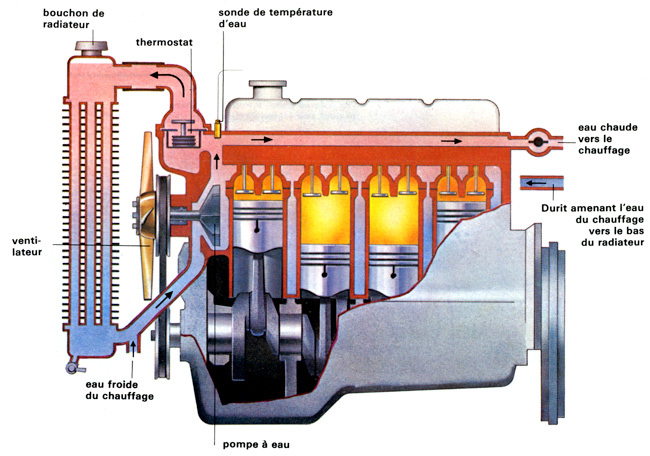 bouchon de
radiateur
sonde de température
d'eau
thermostat
eau chaude
vers le
chauffage
Durit amenant l'eau
du chauffage
vers le bas
du radiateur
venti-
lateur
eau froide
du chauffage
pompe à eau